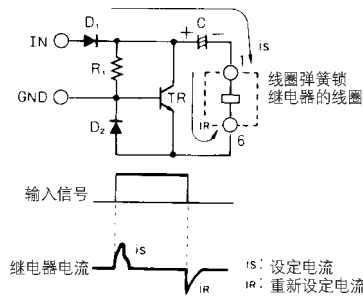 D₁
C
IN
+
−
iS
R₁
1
线圈弹簧锁
继电器的线圈
GND
TR
D₂
iR
6
输入信号
iS
继电器电流
iR
iS：设定电流
iR：重新设定电流